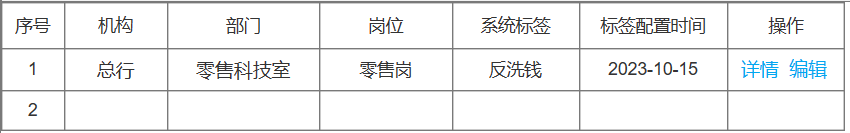 序号 机构 部门 岗位 系统标签 标签配置时间 操作
1 总行 零售科技室 零售岗 反洗钱 2023-10-15 详情 编辑
2